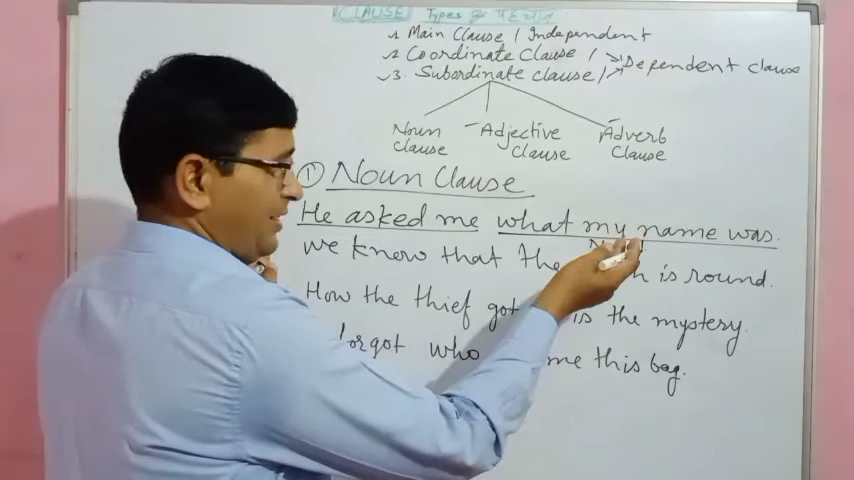 CLAUSE Types &
1. Main Clause / Independent
2. Coordinate Clause /
3. Subordinate clause / Dependent clause
Noun Clause
Adjective Clause
Adverb Clause
① Noun Clause
He asked me what my name was.
we know that the is round.
How the thief got is the mystery.
who me this bag.